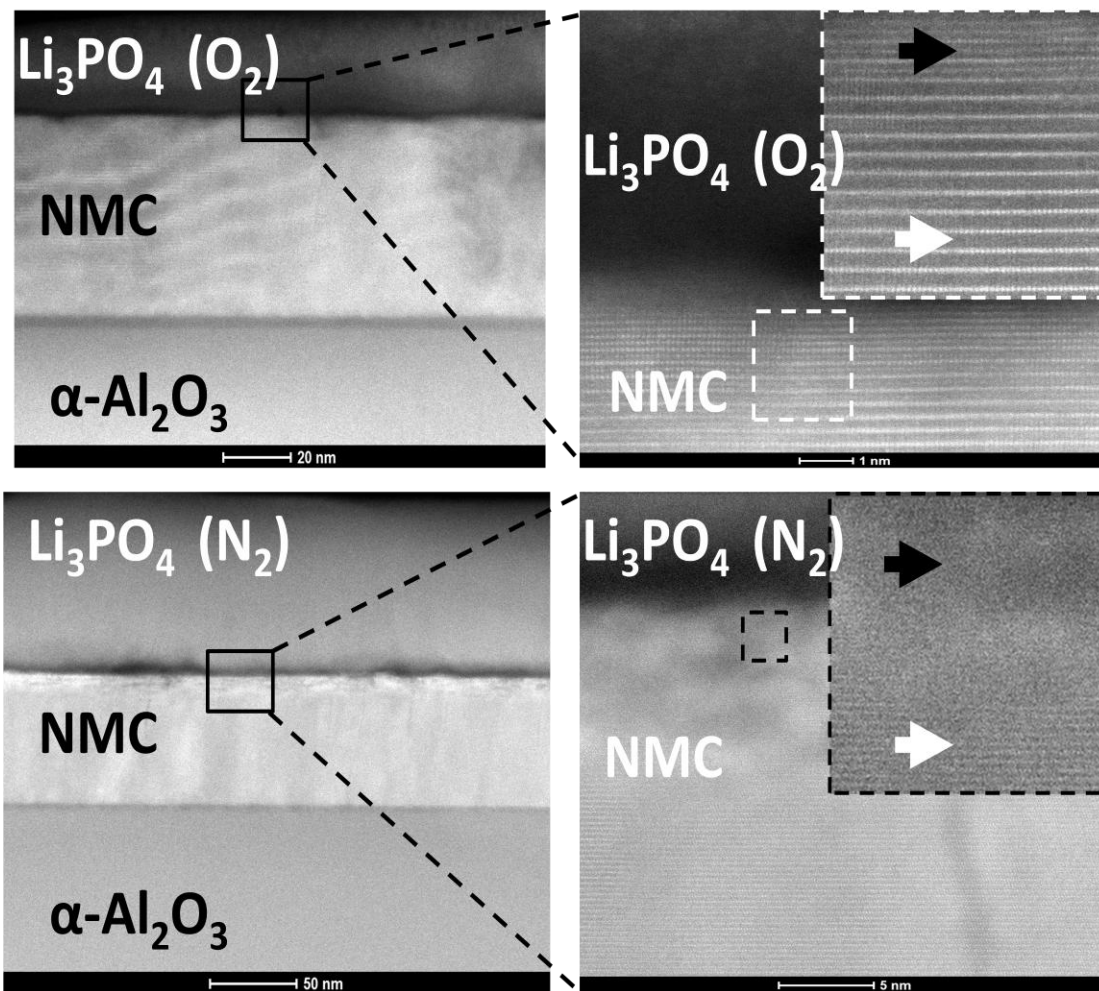 Li₃PO₄ (O₂)
NMC
α-Al₂O₃
20 nm
Li₃PO₄ (O₂)
NMC
1 nm
Li₃PO₄ (N₂)
NMC
α-Al₂O₃
50 nm
Li₃PO₄ (N₂)
NMC
5 nm